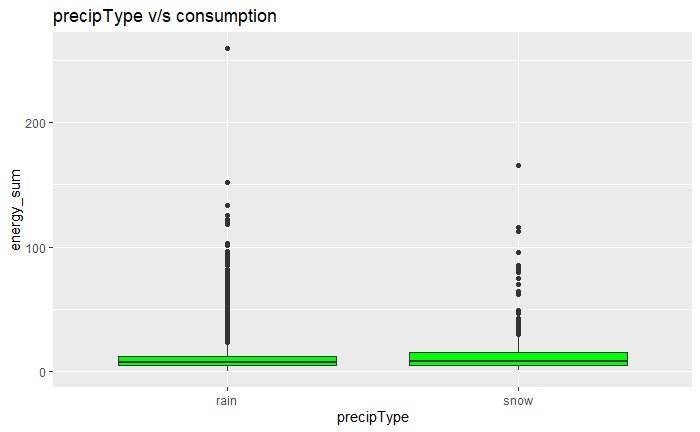 precipType v/s consumption
energy_sum
200
100
0
rain
snow
precipType